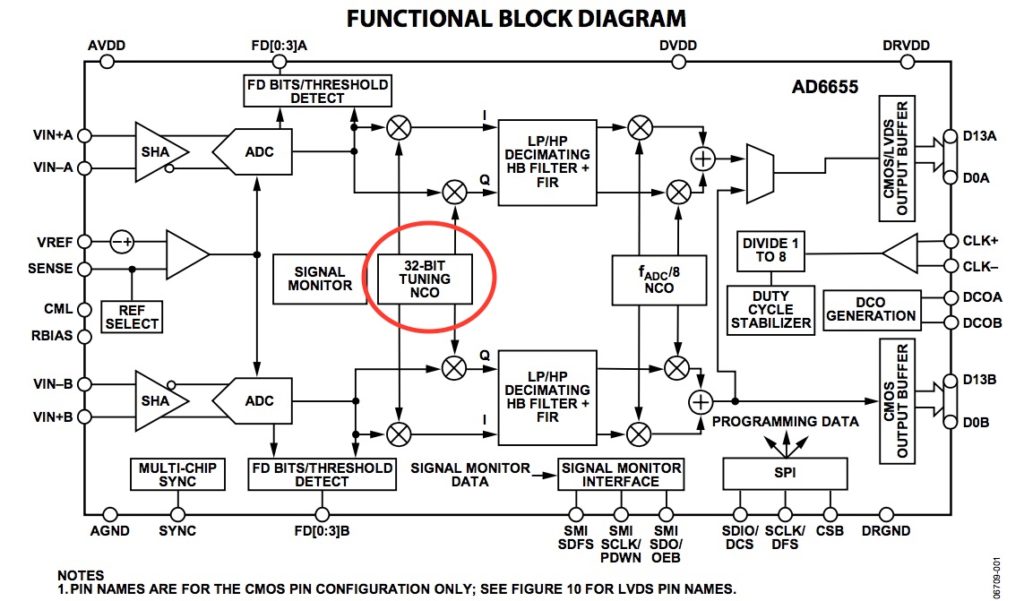 FUNCTIONAL BLOCK DIAGRAM
AVDD
FD[0:3]A
DVDD
DRVDD
AD6655
FD BITS/THRESHOLD
DETECT
VIN+A
VIN–A
SHA
ADC
I
Q
LP/HP
DECIMATING
HB FILTER +
FIR
+
CMOS/LVDS
OUTPUT BUFFER
D13A
D0A
VREF
SENSE
CML
RBIAS
–+
REF
SELECT
SIGNAL
MONITOR
32-BIT
TUNING
NCO
fADC/8
NCO
DIVIDE 1
TO 8
DUTY
CYCLE
STABILIZER
DCO
GENERATION
CLK+
CLK–
DCOA
DCOB
VIN–B
VIN+B
SHA
ADC
Q
I
LP/HP
DECIMATING
HB FILTER +
FIR
+
CMOS
OUTPUT BUFFER
D13B
D0B
PROGRAMMING DATA
MULTI-CHIP
SYNC
FD BITS/THRESHOLD
DETECT
SIGNAL MONITOR
DATA
SIGNAL MONITOR
INTERFACE
SPI
AGND
SYNC
FD[0:3]B
SMI
SDFS
SMI
SCLK/
PDWN
SMI
SDO/
OEB
SDIO/
DCS
SCLK/
DFS
CSB
DRGND
NOTES
1. PIN NAMES ARE FOR THE CMOS PIN CONFIGURATION ONLY; SEE FIGURE 10 FOR LVDS PIN NAMES.
06709-001